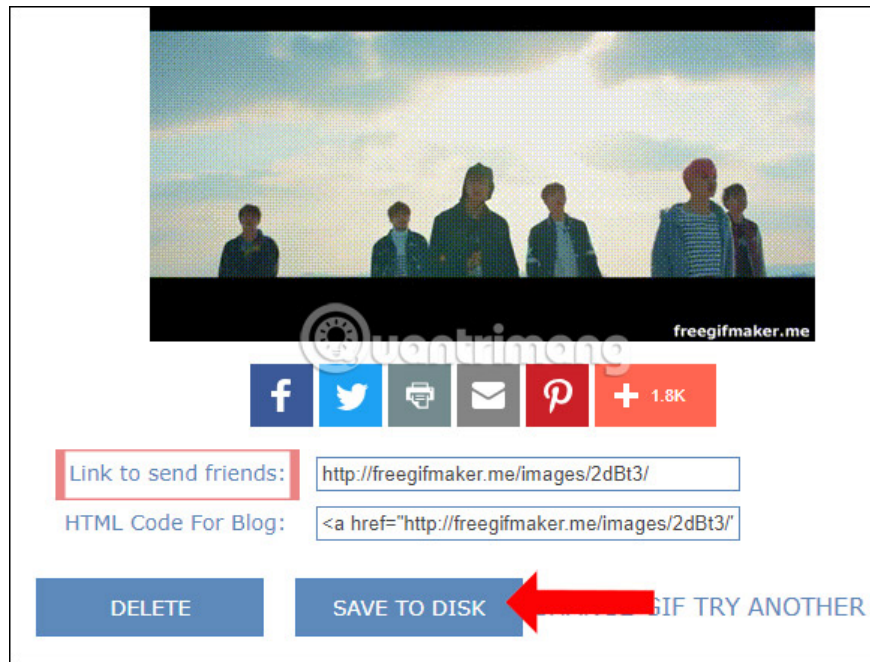 freegifmaker.me
Quantrimang
1.8K
Link to send friends: http://freegifmaker.me/images/2dBt3/
HTML Code For Blog: <a href="http://freegifmaker.me/images/2dBt3/"
DELETE
SAVE TO DISK
GIF TRY ANOTHER